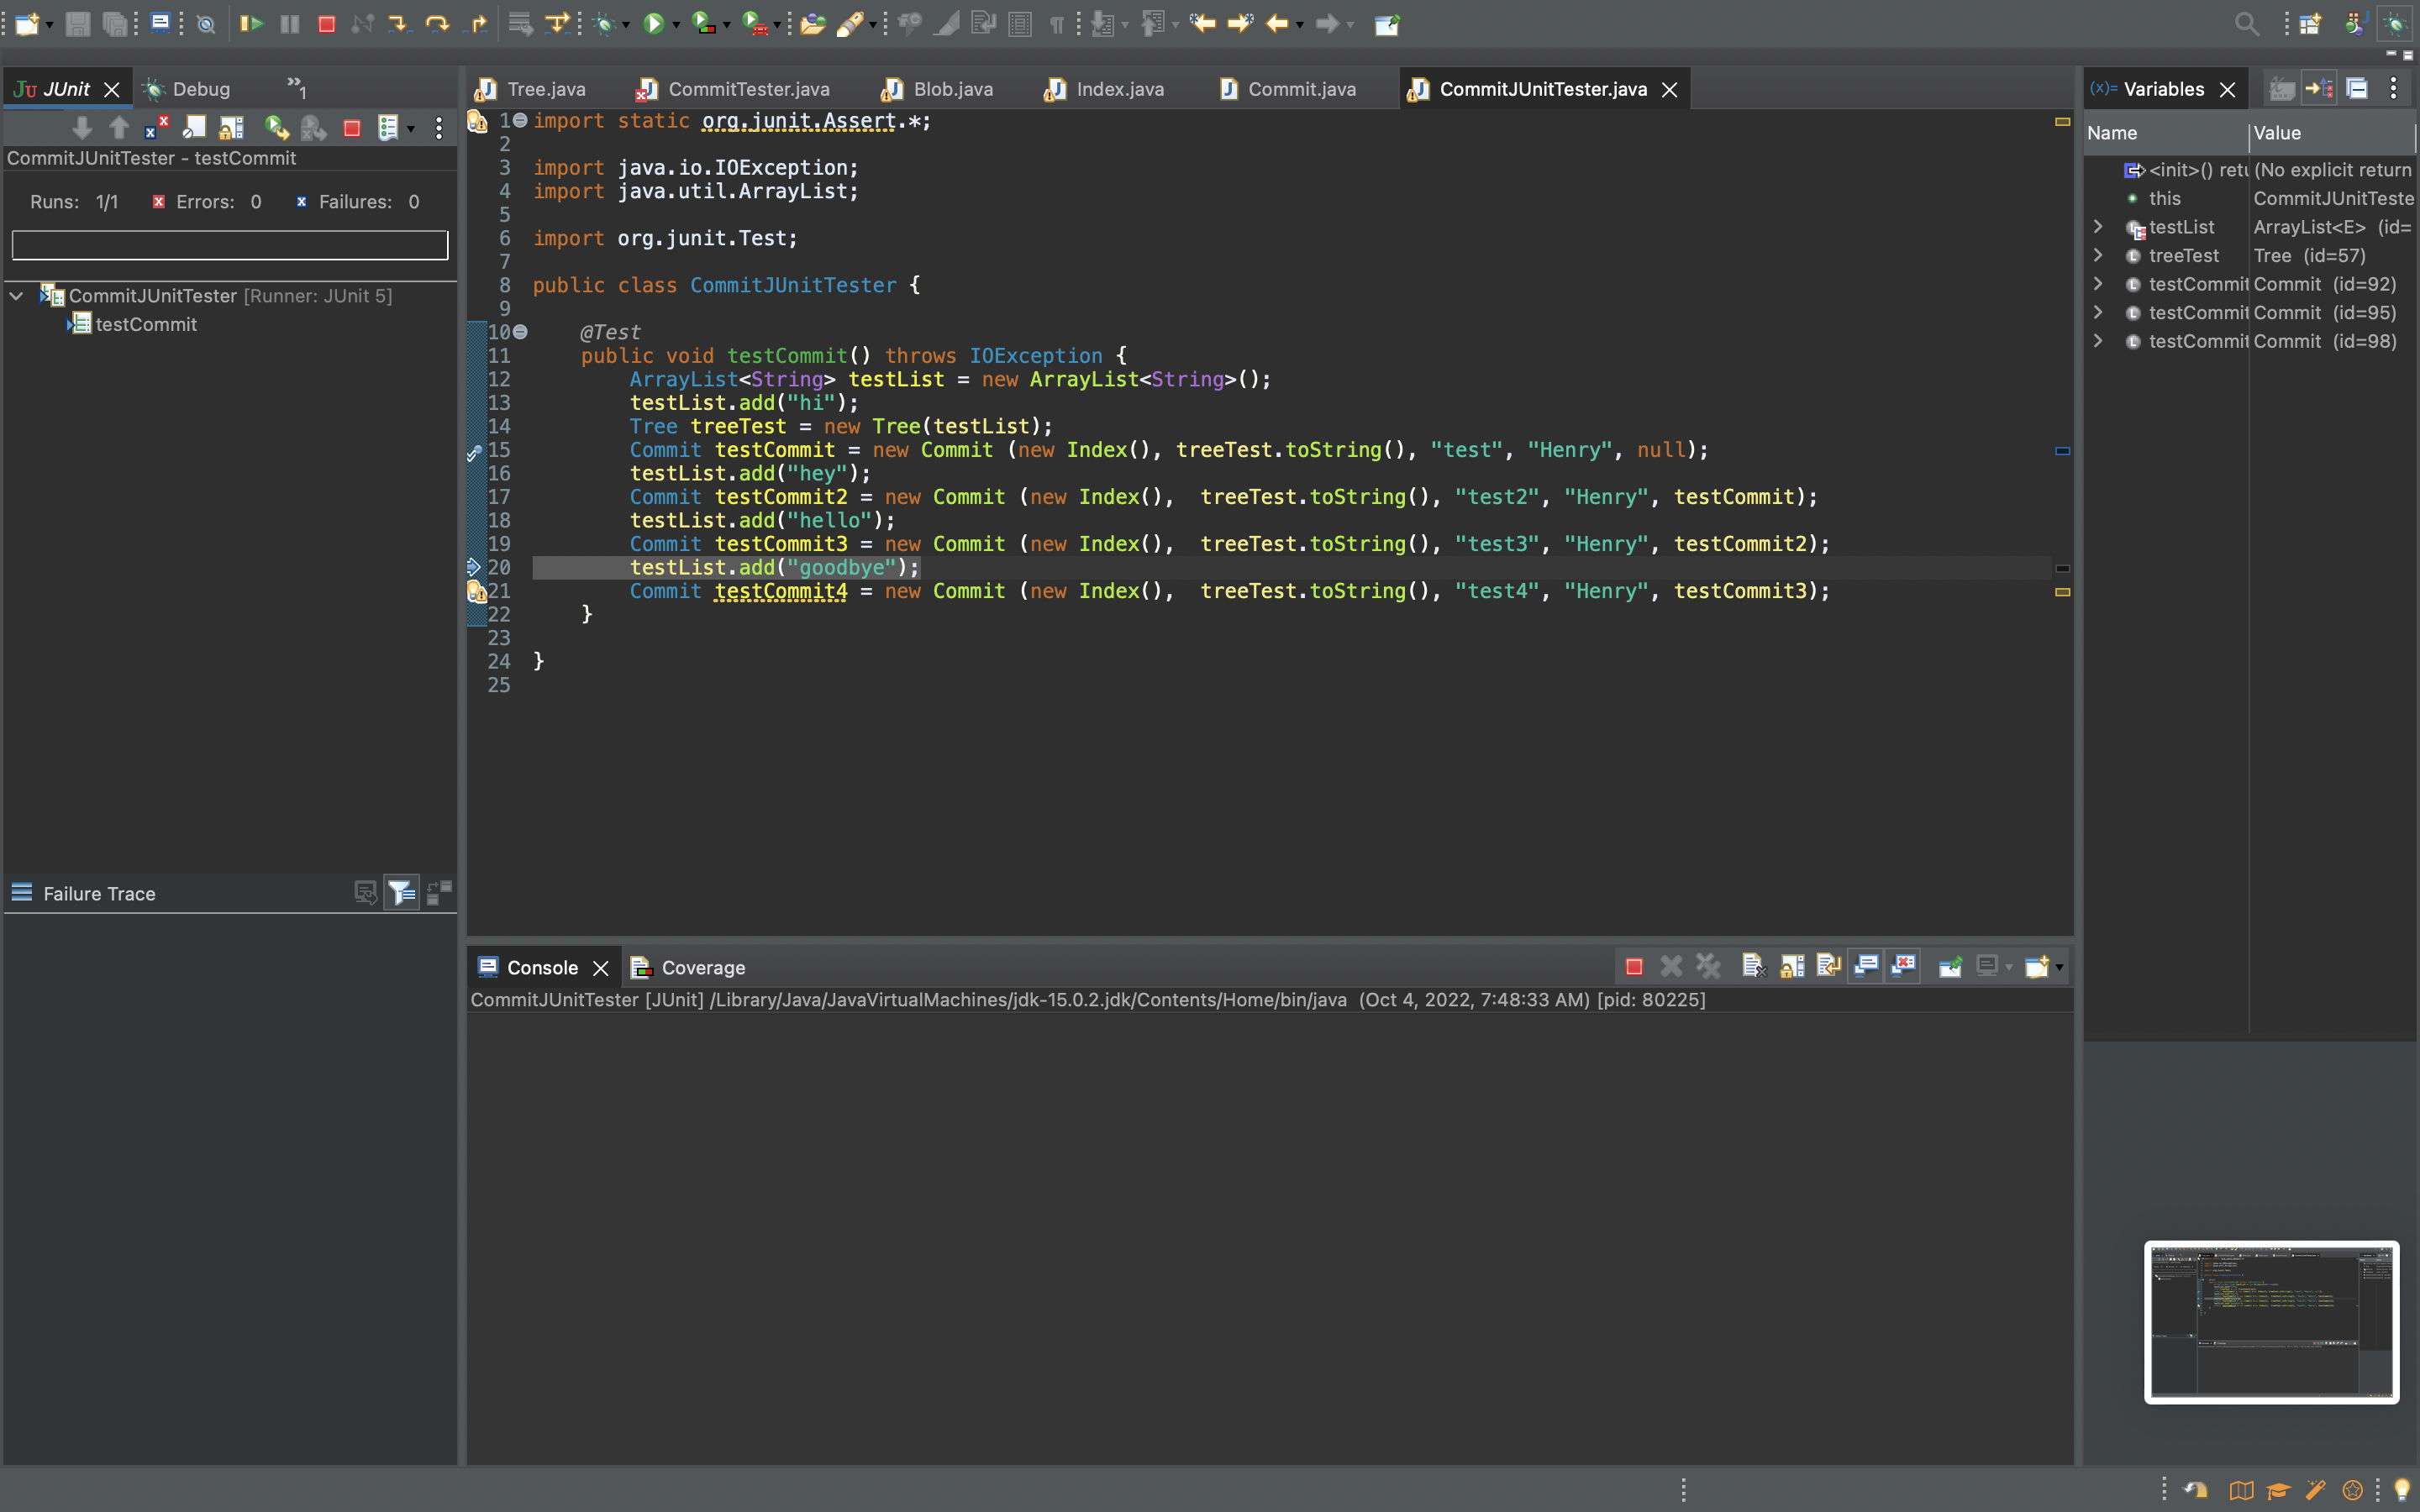 JU JUnit
Debug
»1
CommitJUnitTester - testCommit
Runs: 1/1 Errors: 0 Failures: 0
CommitJUnitTester [Runner: JUnit 5]
testCommit
Failure Trace
Tree.java CommitTester.java Blob.java Index.java Commit.java CommitJUnitTester.java
1 import static org.junit.Assert.*;
2
3 import java.io.IOException;
4 import java.util.ArrayList;
5
6 import org.junit.Test;
7
8 public class CommitJUnitTester {
9
10 @Test
11 public void testCommit() throws IOException {
12 ArrayList<String> testList = new ArrayList<String>();
13 testList.add("hi");
14 Tree treeTest = new Tree(testList);
15 Commit testCommit = new Commit (new Index(), treeTest.toString(), "test", "Henry", null);
16 testList.add("hey");
17 Commit testCommit2 = new Commit (new Index(),  treeTest.toString(), "test2", "Henry", testCommit);
18 testList.add("hello");
19 Commit testCommit3 = new Commit (new Index(),  treeTest.toString(), "test3", "Henry", testCommit2);
20 testList.add("goodbye");
21 Commit testCommit4 = new Commit (new Index(),  treeTest.toString(), "test4", "Henry", testCommit3);
22 }
23
24 }
25
Console Coverage
CommitJUnitTester [JUnit] /Library/Java/JavaVirtualMachines/jdk-15.0.2.jdk/Contents/Home/bin/java (Oct 4, 2022, 7:48:33 AM) [pid: 80225]
(x)= Variables
Name Value
<init>() retu (No explicit return
this CommitJUnitTeste
testList ArrayList<E> (id=
treeTest Tree (id=57)
testCommit Commit (id=92)
testCommit Commit (id=95)
testCommit Commit (id=98)